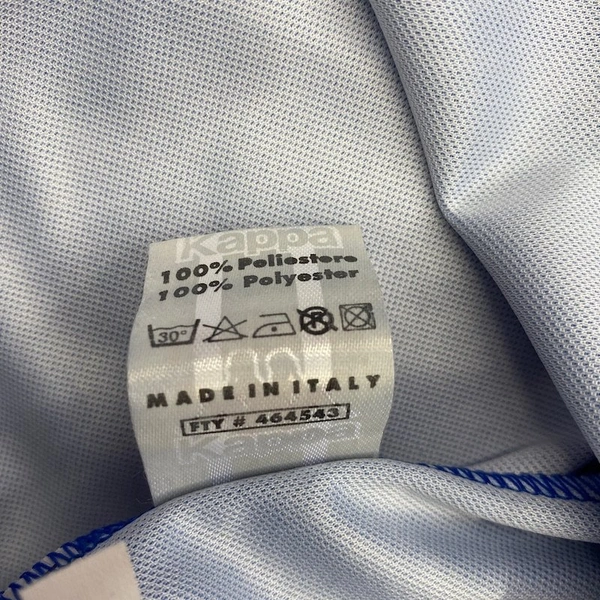 Kappa
100% Poliestere
100% Polyester
30°
MADE IN ITALY
FTY # 464543
Kappa